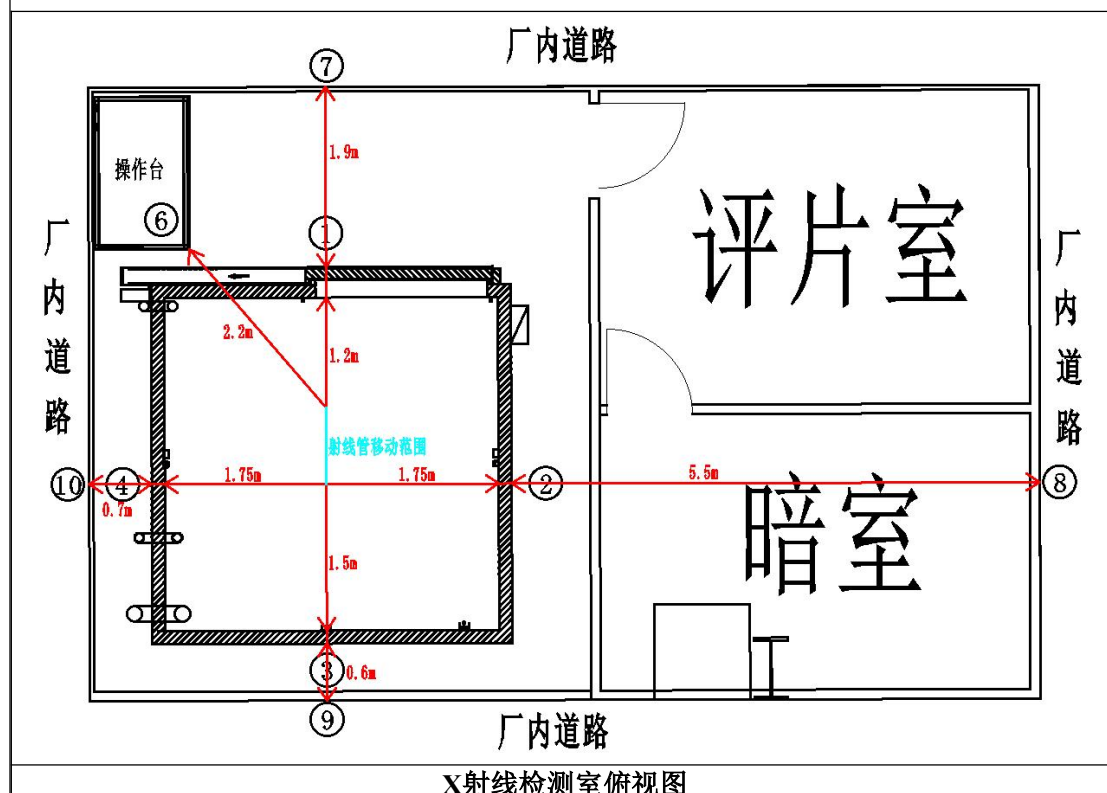 厂内道路
⑦
操作台
1.9m
⑥
①
评片室
厂内道路
厂内道路
2.2m
1.2m
射线管移动范围
⑩
④
1.75m
1.75m
②
5.5m
⑧
0.7m
暗室
1.5m
③
0.6m
⑨
厂内道路
X射线检测室俯视图